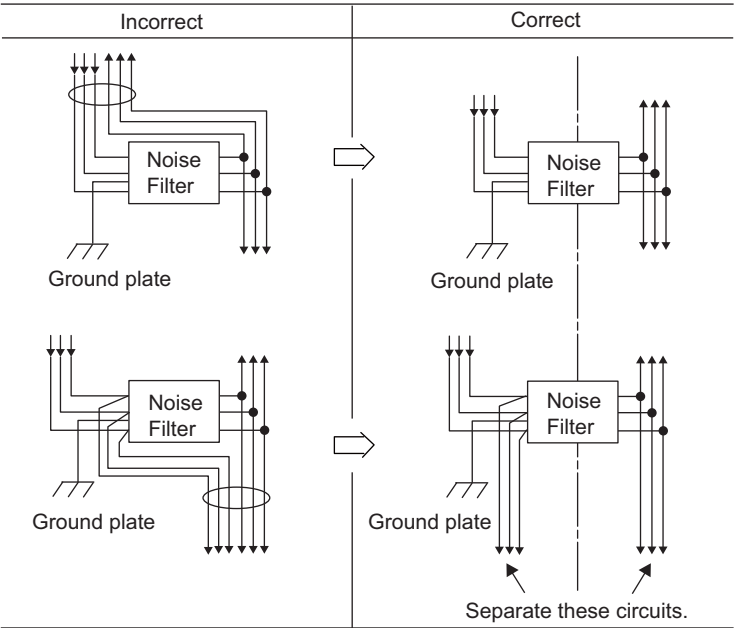 Incorrect
Correct
Noise
Filter
Ground plate
Noise
Filter
Ground plate
Noise
Filter
Ground plate
Noise
Filter
Ground plate
Separate these circuits.